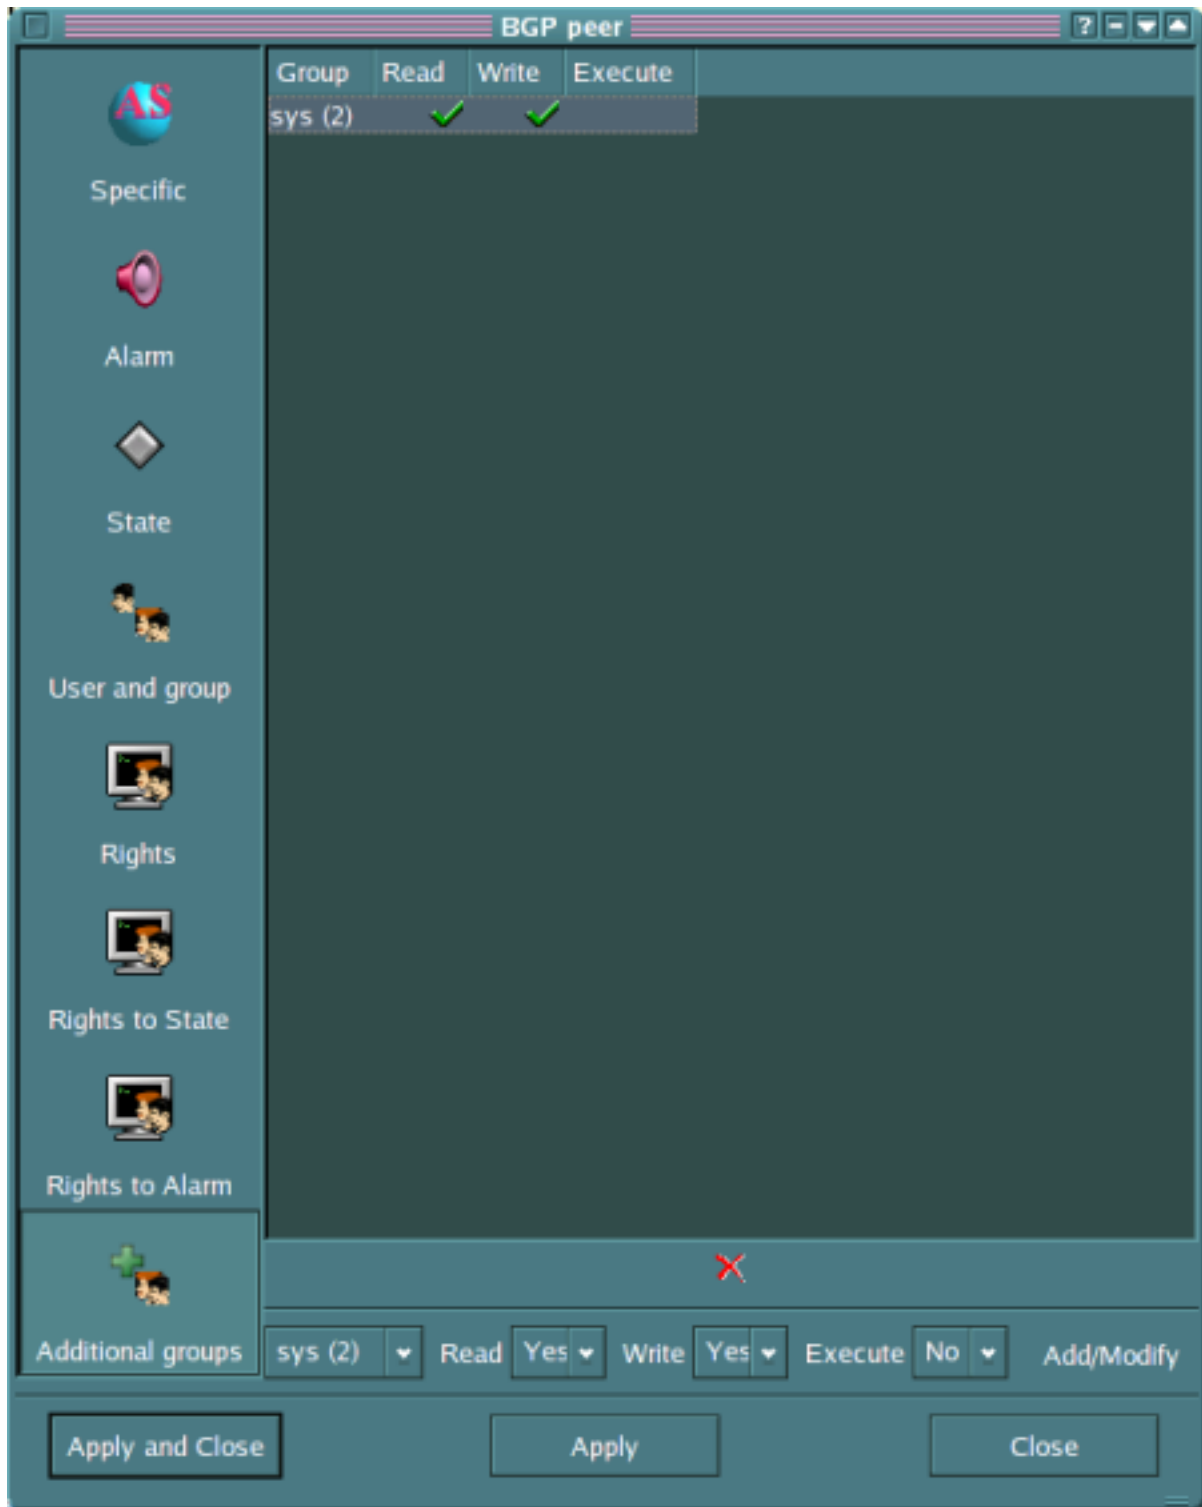 BGP peer
Group Read Write Execute
sys (2)
AS
Specific
Alarm
State
User and group
Rights
Rights to State
Rights to Alarm
Additional groups
sys (2) Read Yes Write Yes Execute No Add/Modify
Apply and Close Apply Close